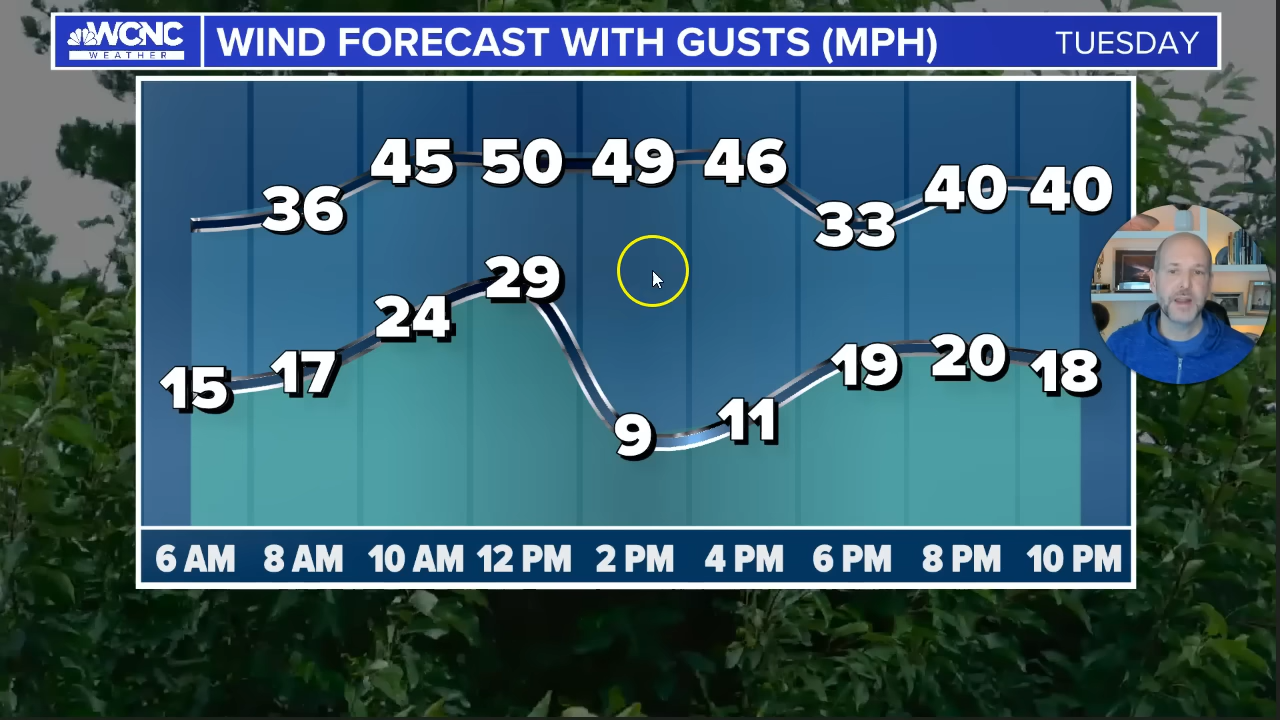 WCNC
WEATHER
WIND FORECAST WITH GUSTS (MPH)
TUESDAY
36 45 50 49 46 33 40 40
15 17 24 29 9 11 19 20 18
6 AM 8 AM 10 AM 12 PM 2 PM 4 PM 6 PM 8 PM 10 PM